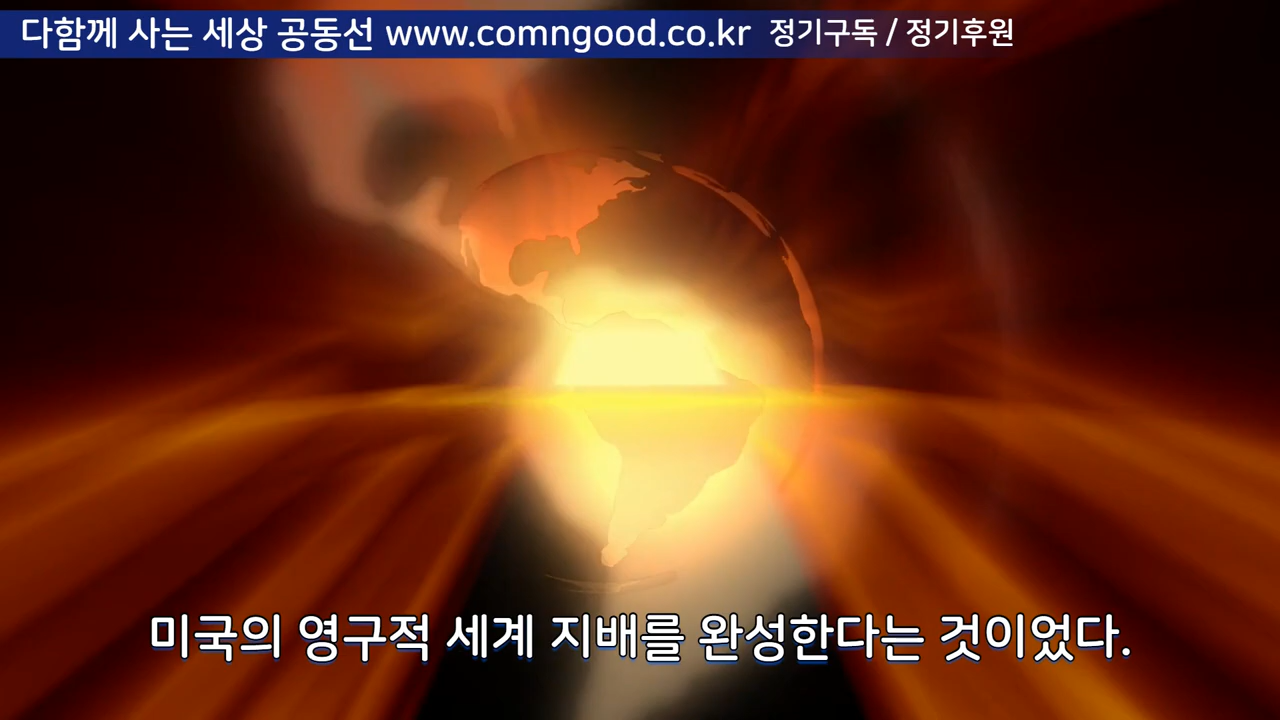 다함께 사는 세상 공동선 www.comngood.co.kr 정기구독 / 정기후원
미국의 영구적 세계 지배를 완성한다는 것이었다.